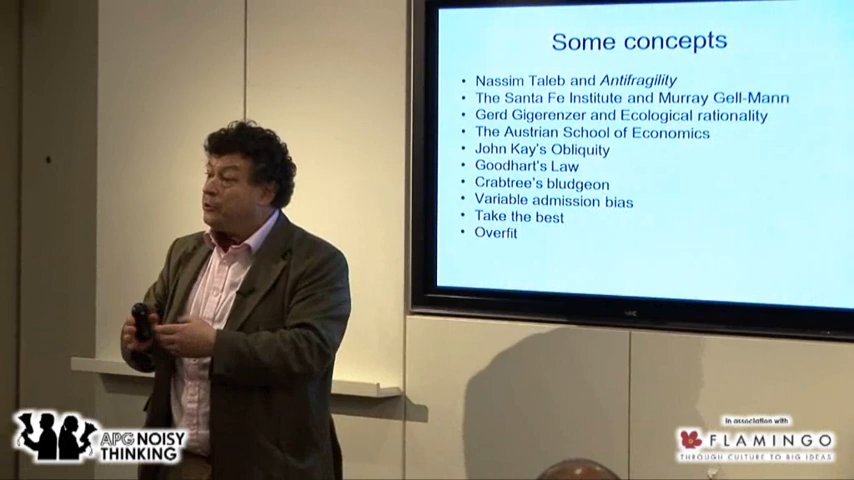 Some concepts
• Nassim Taleb and Antifragility
• The Santa Fe Institute and Murray Gell-Mann
• Gerd Gigerenzer and Ecological rationality
• The Austrian School of Economics
• John Kay's Obliquity
• Goodhart's Law
• Crabtree's bludgeon
• Variable admission bias
• Take the best
• Overfit
APG NOISY
THINKING
In association with
FLAMINGO
THROUGH CULTURE TO BIG IDEAS